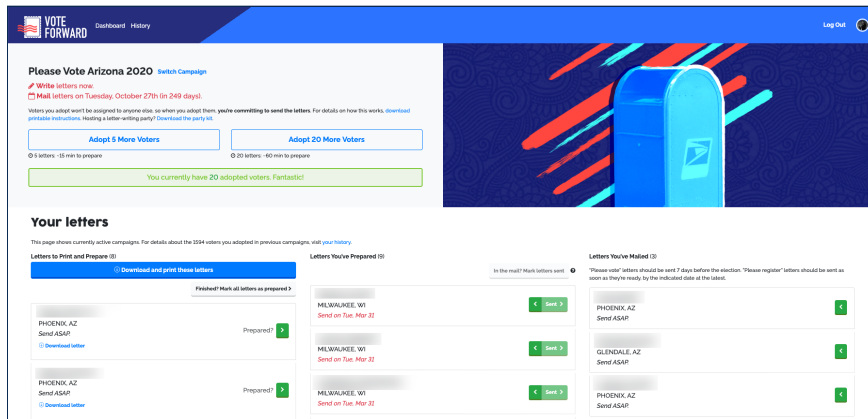 VOTE
FORWARD
Dashboard History
Log Out
Please Vote Arizona 2020 Switch Campaign
Write letters now.
Mail letters on Tuesday, October 27th (in 249 days).
Voters you adopt won't be assigned to anyone else, so when you adopt them, you're committing to send the letters. For details on how this works, download
printable instructions. Hosting a letter-writing party? Download the party kit.
Adopt 5 More Voters
Adopt 20 More Voters
5 letters: ~15 min to prepare
20 letters: ~60 min to prepare
You currently have 20 adopted voters. Fantastic!
Your letters
This page shows currently active campaigns. For details about the 1594 voters you adopted in previous campaigns, visit your history.
Letters to Print and Prepare (8)
Download and print these letters
Finished? Mark all letters as prepared >
PHOENIX, AZ
Send ASAP.
Download letter
Prepared? >
PHOENIX, AZ
Send ASAP.
Download letter
Prepared? >
Letters You've Prepared (9)
In the mail? Mark letters sent
MILWAUKEE, WI
Send on Tue, Mar 31
< Sent >
MILWAUKEE, WI
Send on Tue, Mar 31
< Sent >
MILWAUKEE, WI
Send on Tue, Mar 31
< Sent >
Letters You've Mailed (3)
"Please vote" letters should be sent 7 days before the election. "Please register" letters should be sent as
soon as they're ready, by the indicated date at the latest.
PHOENIX, AZ
Send ASAP.
<
GLENDALE, AZ
Send ASAP.
<
PHOENIX, AZ
Send ASAP.
<